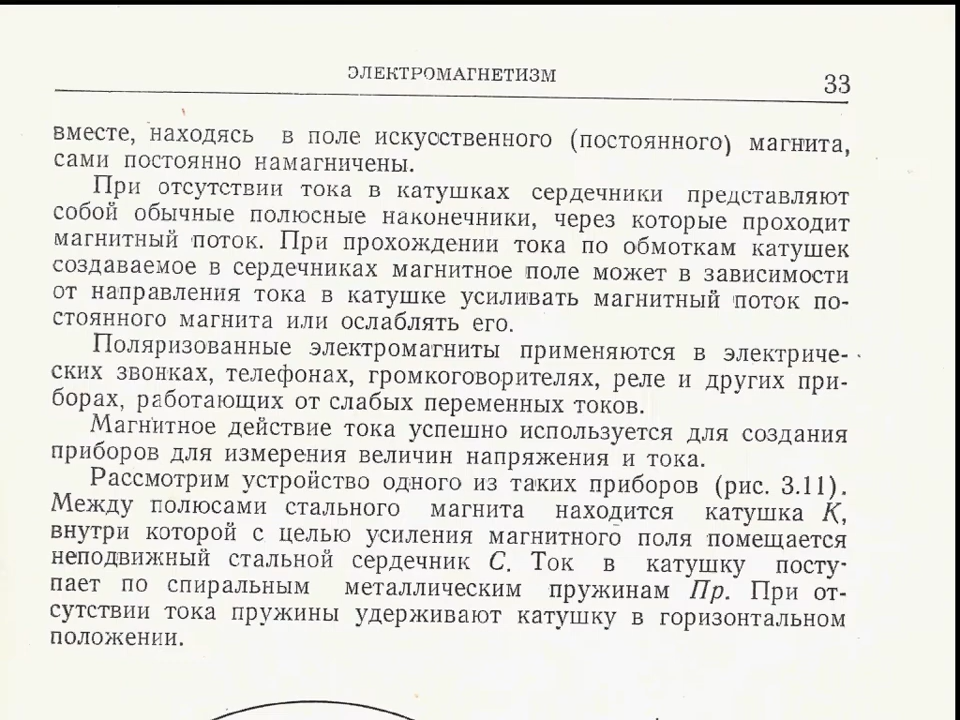 ЭЛЕКТРОМАГНЕТИЗМ
33
вместе, находясь в поле искусственного (постоянного) магнита,
сами постоянно намагничены.
При отсутствии тока в катушках сердечники представляют
собой обычные полюсные наконечники, через которые проходит
магнитный поток. При прохождении тока по обмоткам катушек
создаваемое в сердечниках магнитное поле может в зависимости
от направления тока в катушке усиливать магнитный поток по-
стоянного магнита или ослаблять его.
Поляризованные электромагниты применяются в электриче-
ских звонках, телефонах, громкоговорителях, реле и других при-
борах, работающих от слабых переменных токов.
Магнитное действие тока успешно используется для создания
приборов для измерения величин напряжения и тока.
Рассмотрим устройство одного из таких приборов (рис. 3.11).
Между полюсами стального магнита находится катушка К,
внутри которой с целью усиления магнитного поля помещается
неподвижный стальной сердечник С. Ток в катушку посту-
пает по спиральным металлическим пружинам Пр. При от-
сутствии тока пружины удерживают катушку в горизонтальном
положении.